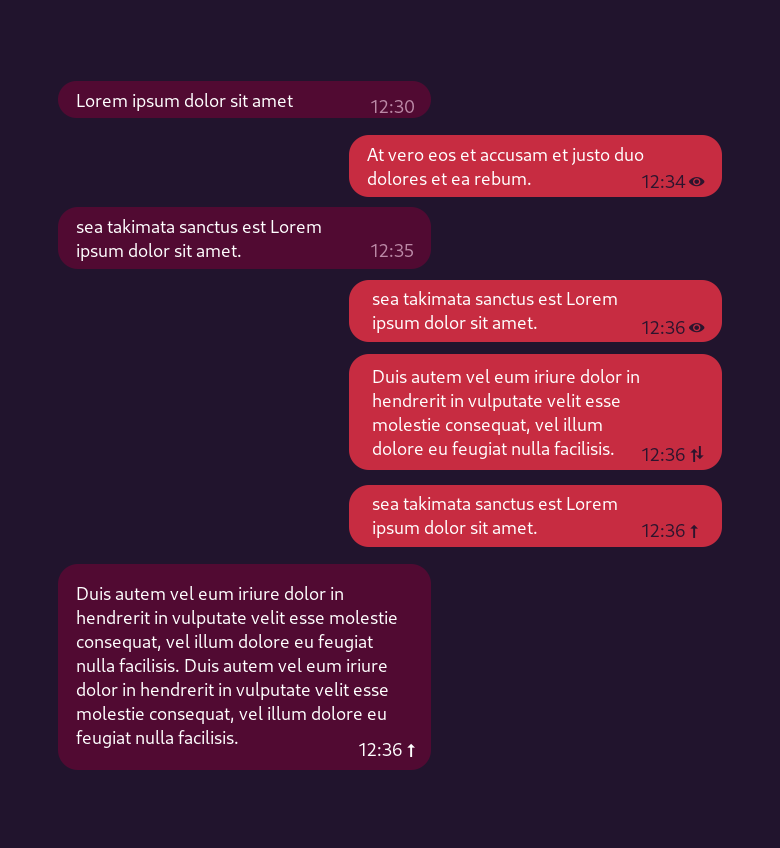 Lorem ipsum dolor sit amet
12:30
At vero eos et accusam et justo duo
dolores et ea rebum.
12:34
sea takimata sanctus est Lorem
ipsum dolor sit amet.
12:35
sea takimata sanctus est Lorem
ipsum dolor sit amet.
12:36
Duis autem vel eum iriure dolor in
hendrerit in vulputate velit esse
molestie consequat, vel illum
dolore eu feugiat nulla facilisis.
12:36
sea takimata sanctus est Lorem
ipsum dolor sit amet.
12:36
Duis autem vel eum iriure dolor in
hendrerit in vulputate velit esse molestie
consequat, vel illum dolore eu feugiat
nulla facilisis. Duis autem vel eum iriure
dolor in hendrerit in vulputate velit esse
molestie consequat, vel illum dolore eu
feugiat nulla facilisis.
12:36